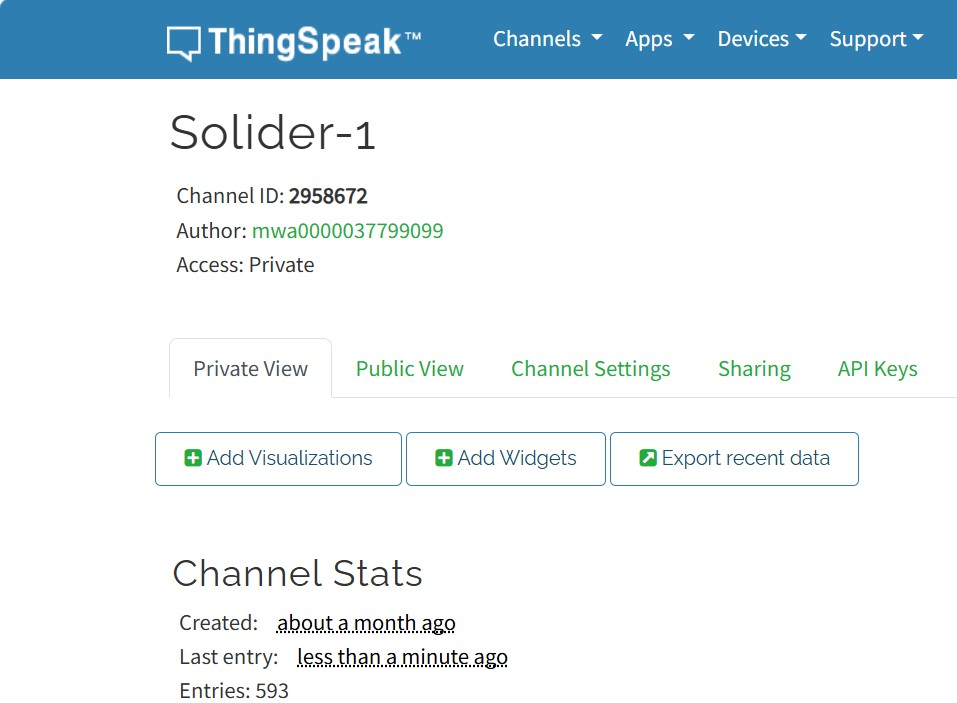 ThingSpeak™ Channels Apps Devices Support
Solider-1
Channel ID: 2958672
Author: mwa0000037799099
Access: Private
Private View Public View Channel Settings Sharing API Keys
Add Visualizations Add Widgets Export recent data
Channel Stats
Created: about a month ago
Last entry: less than a minute ago
Entries: 593